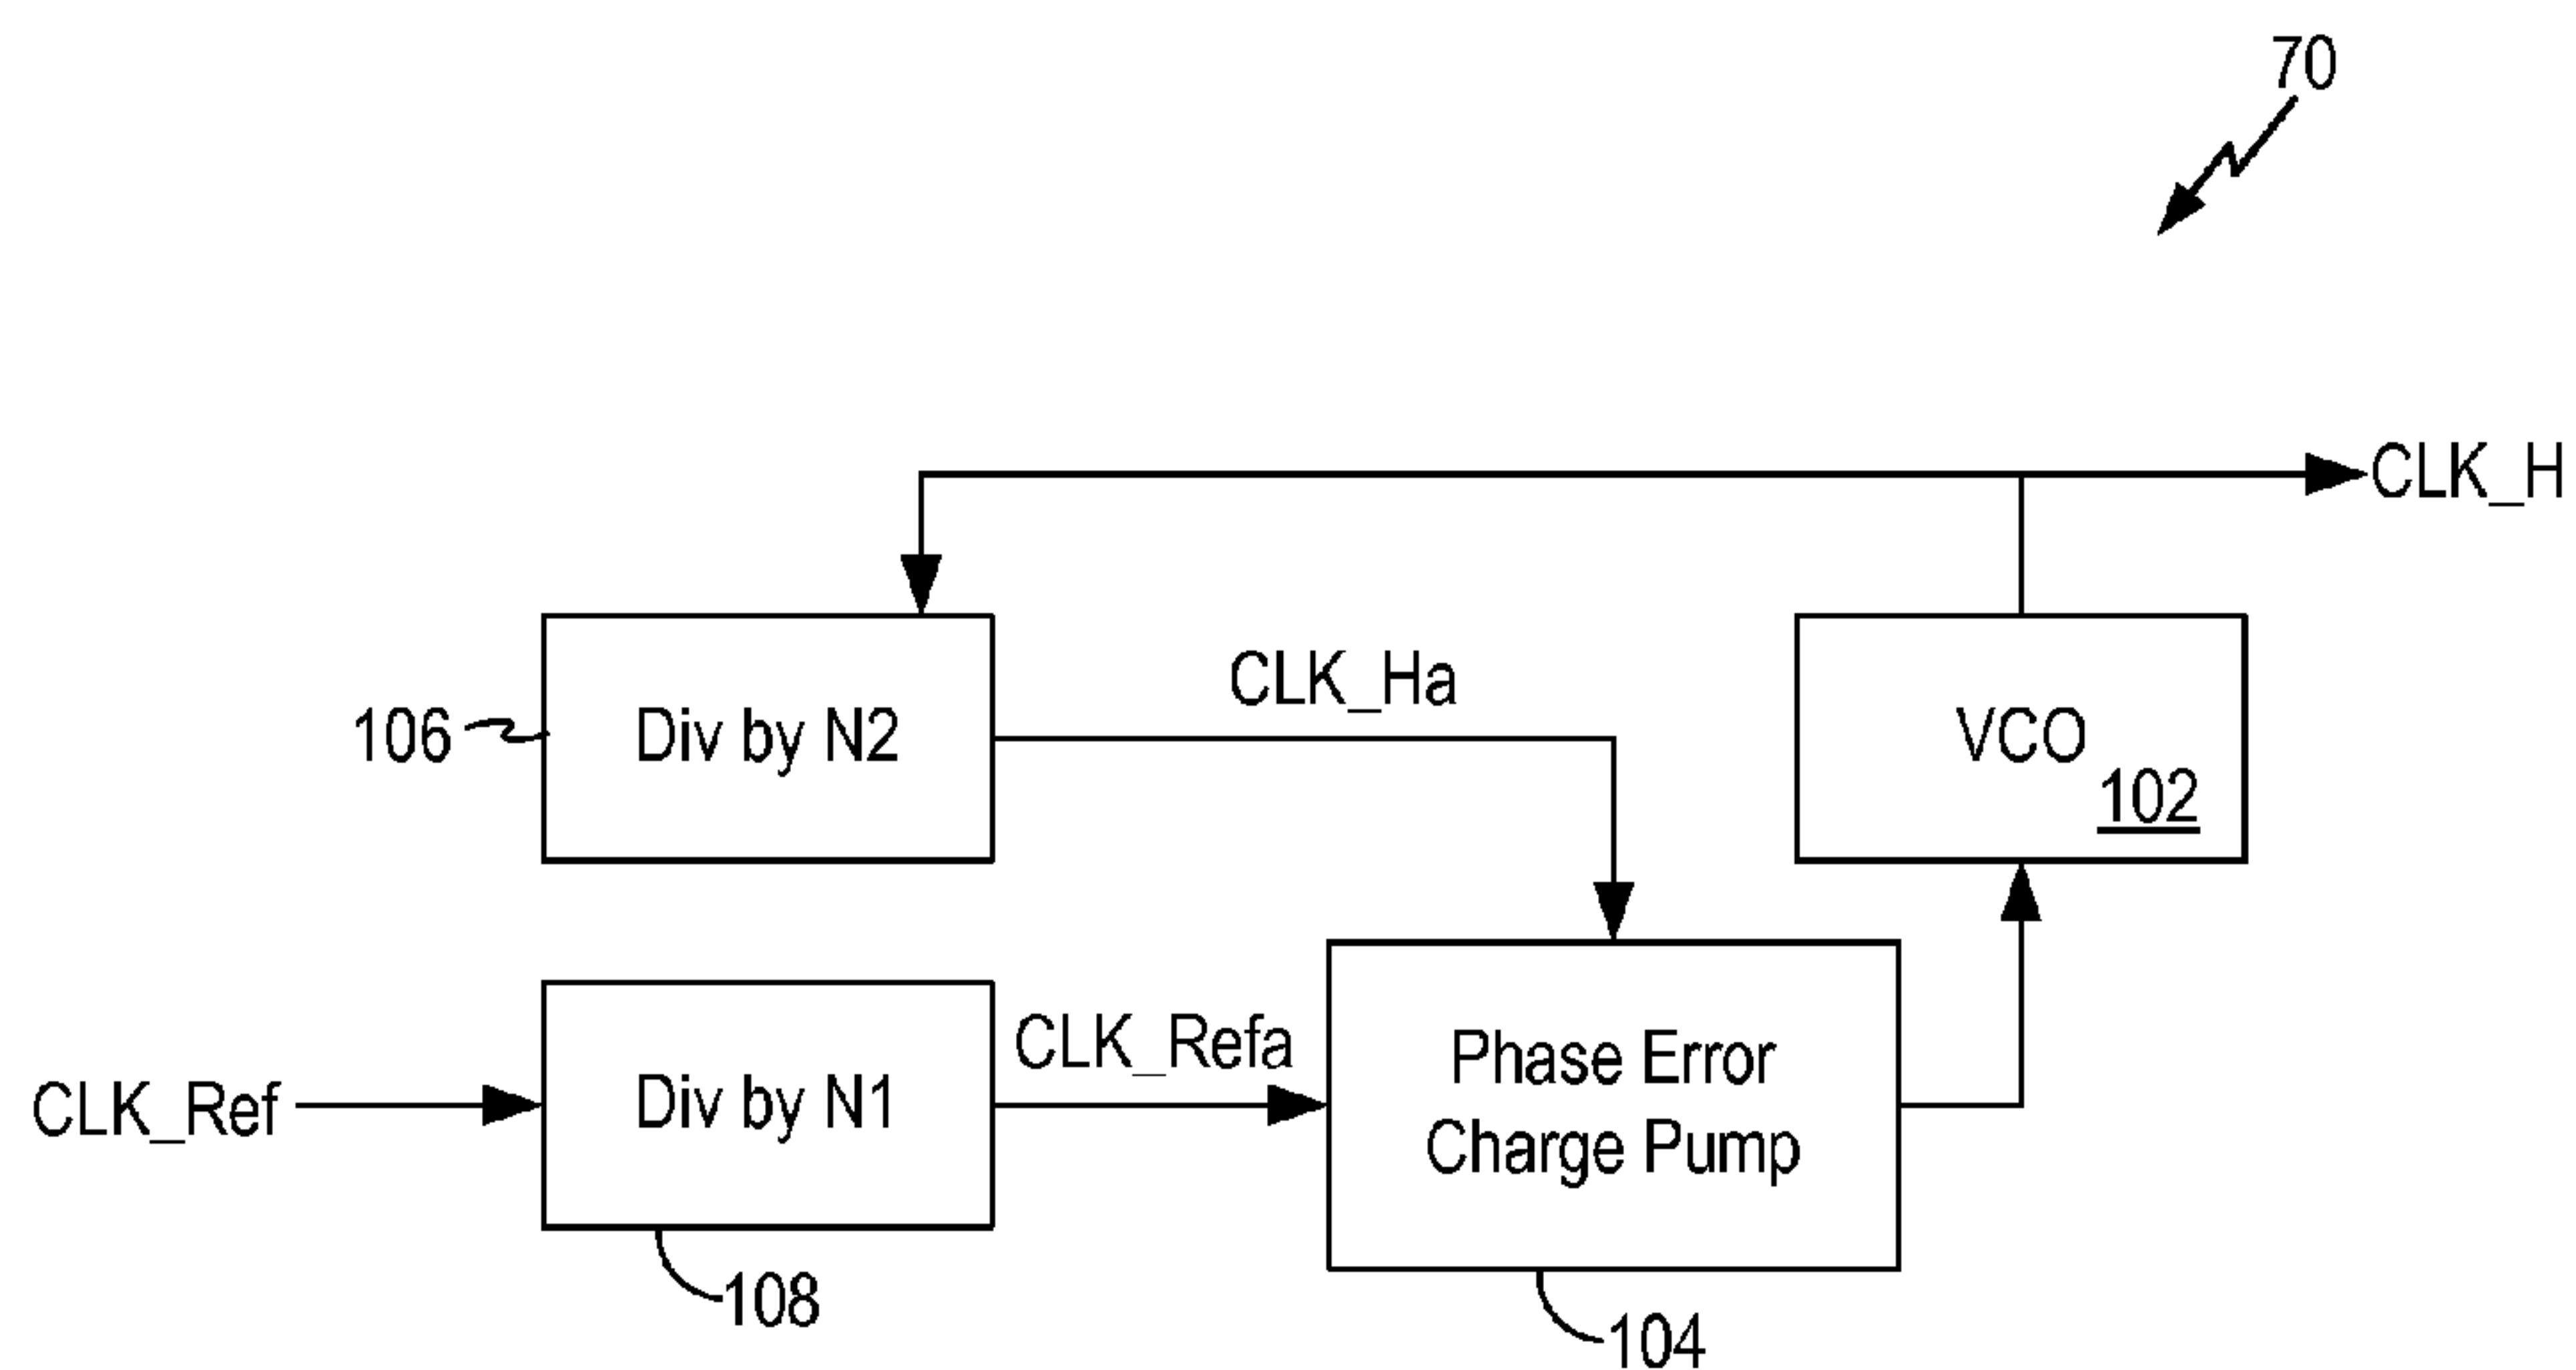 70
CLK_H
Div by N2
106
CLK_Ha
VCO
102
CLK_Ref
Div by N1
108
CLK_Refa
Phase Error
Charge Pump
104